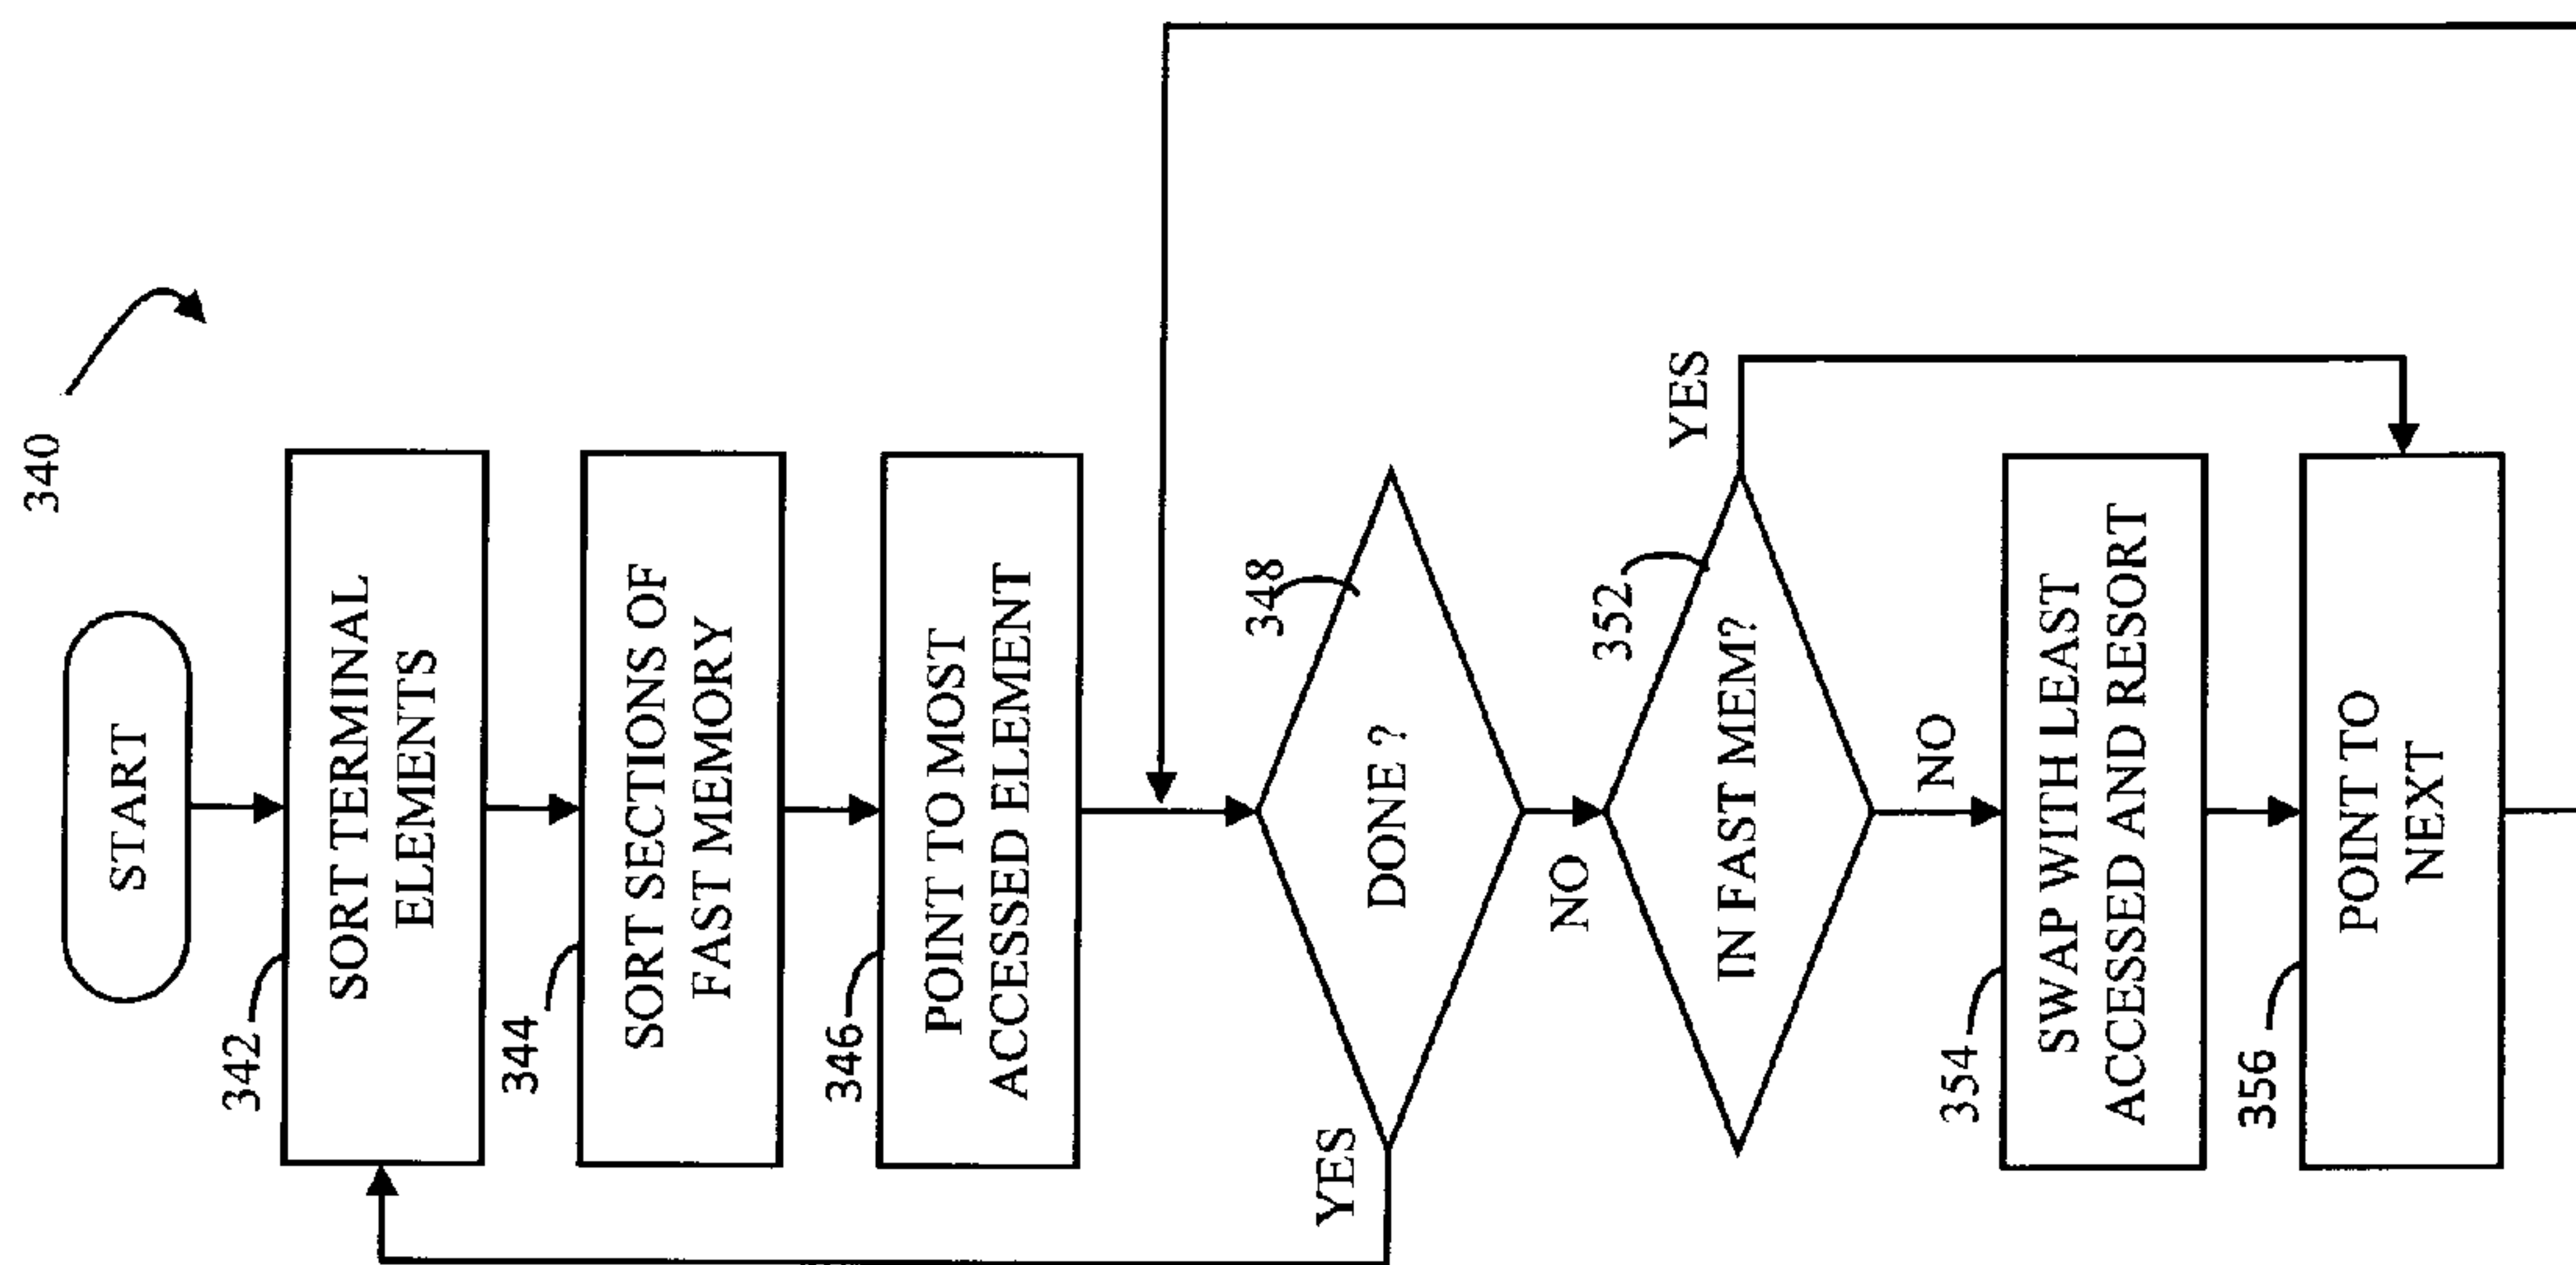 340
START
342
SORT TERMINAL
ELEMENTS
344
SORT SECTIONS OF
FAST MEMORY
346
POINT TO MOST
ACCESSED ELEMENT
348
DONE ?
YES
NO
352
IN FAST MEM?
YES
NO
354
SWAP WITH LEAST
ACCESSED AND RESORT
356
POINT TO
NEXT